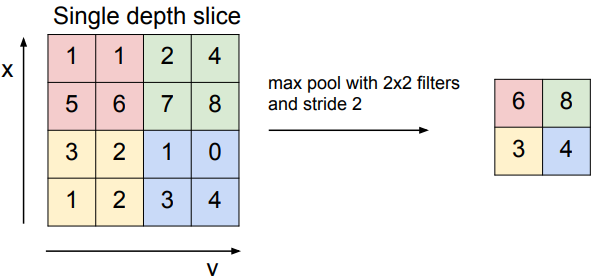 Single depth slice
x
1 1 2 4
5 6 7 8
3 2 1 0
1 2 3 4
max pool with 2x2 filters
and stride 2
6 8
3 4